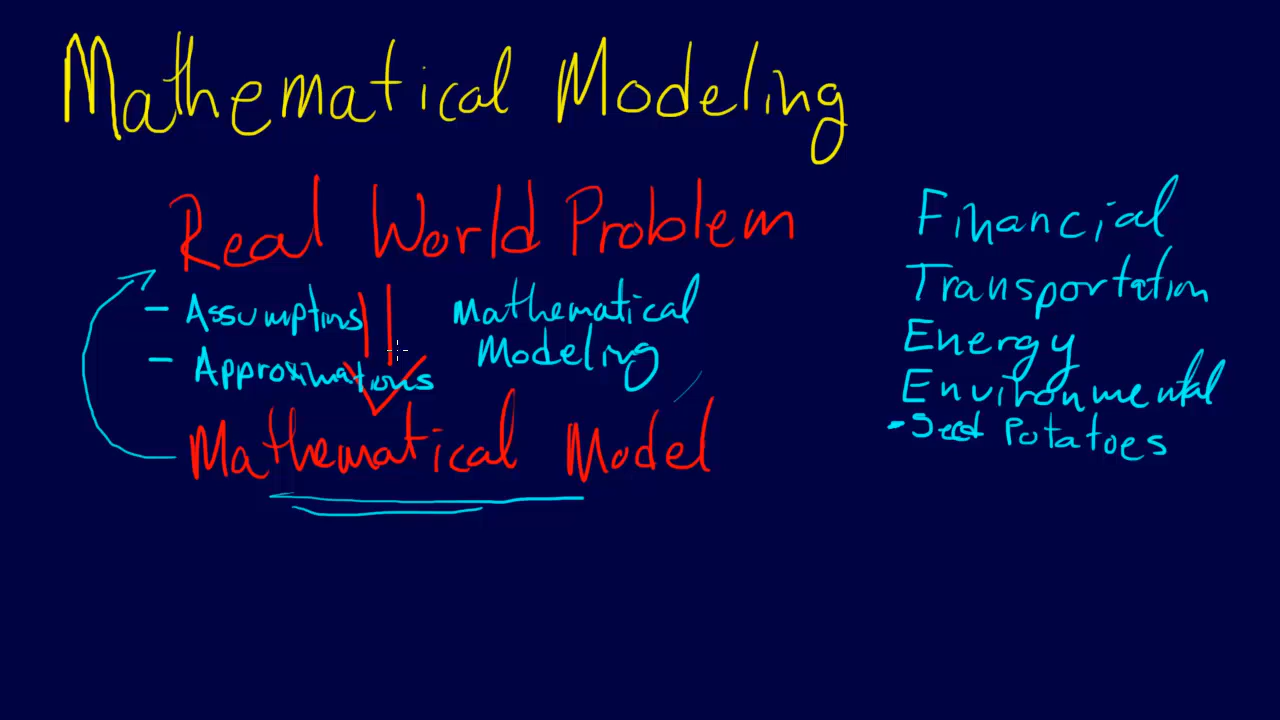 Mathematical Modeling
Real World Problem
- Assumptions
- Approximations
Mathematical
Modeling
Mathematical Model
Financial
Transportation
Energy
Environmental
- Seed Potatoes